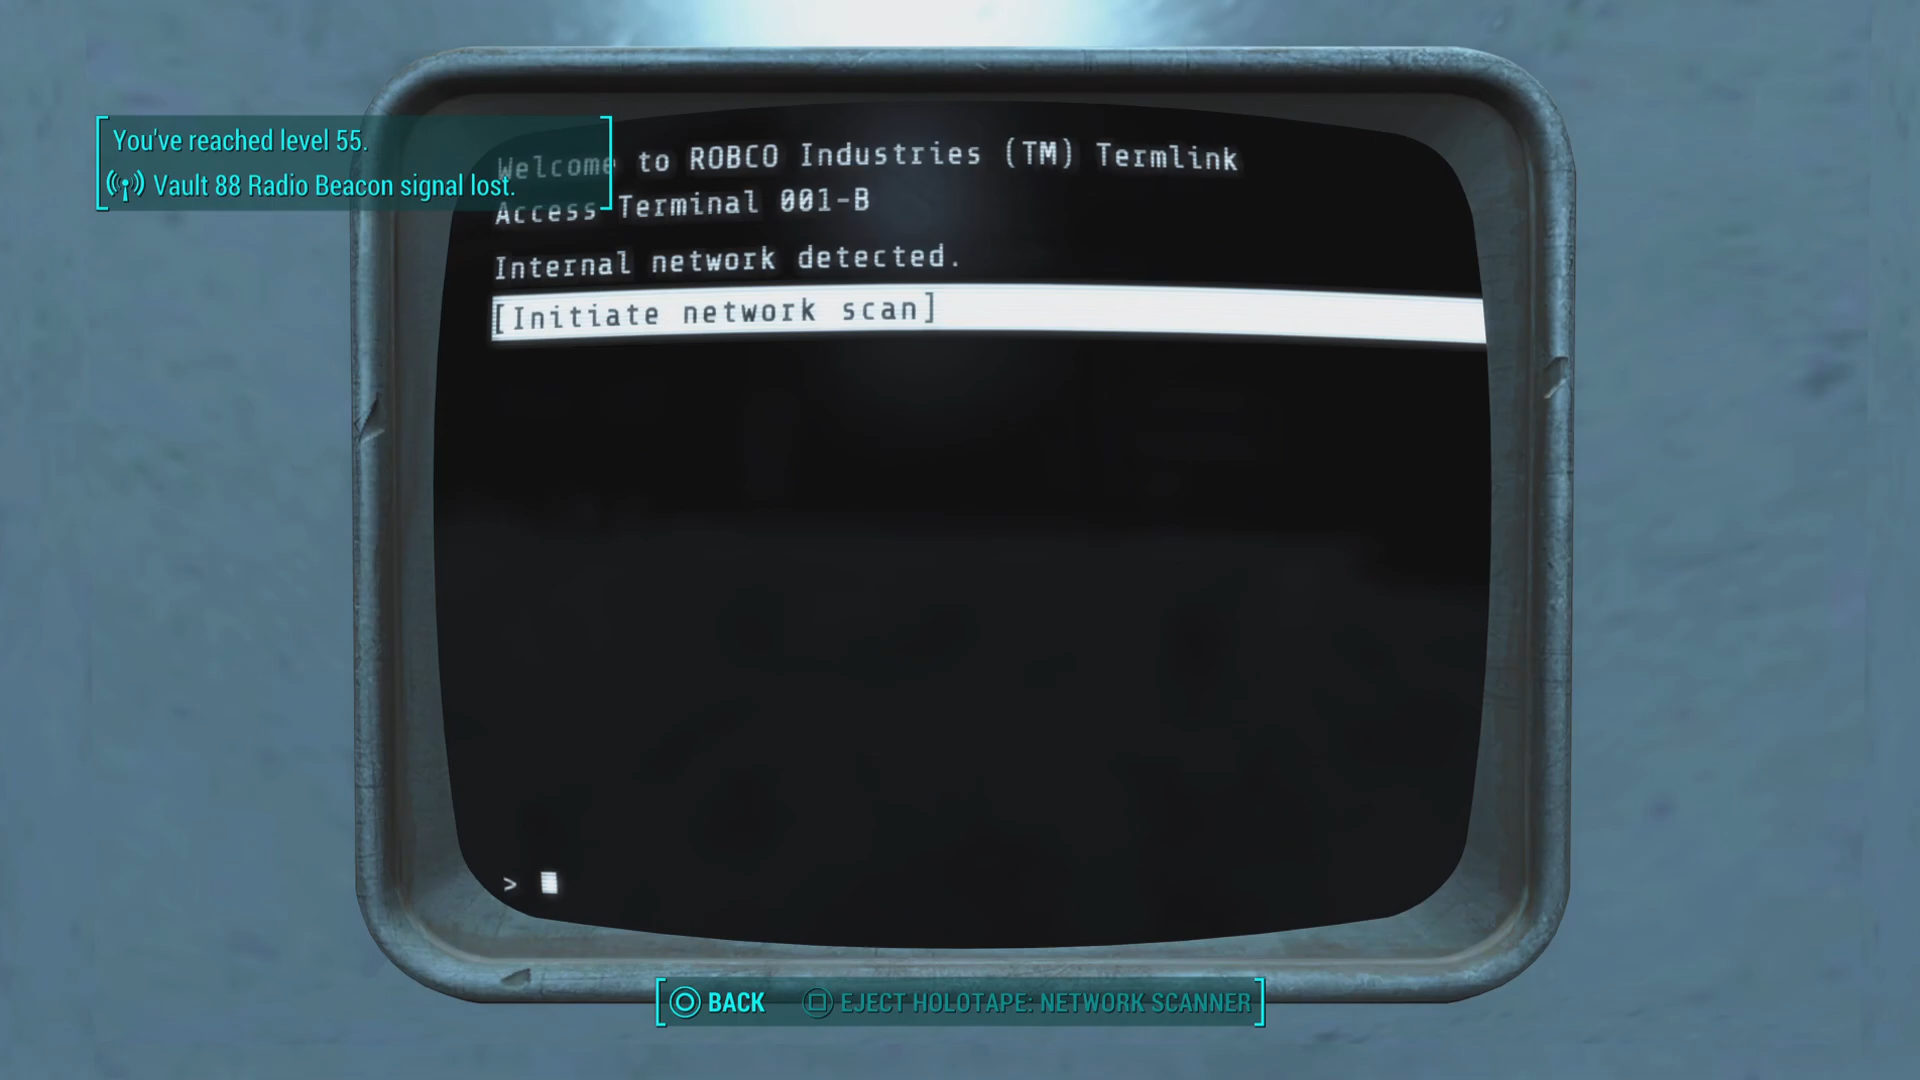 You've reached level 55.
Vault 88 Radio Beacon signal lost.
Welcome to ROBCO Industries (TM) Termlink
Access Terminal 001-B
Internal network detected.
[Initiate network scan]
>
BACK EJECT HOLOTAPE: NETWORK SCANNER